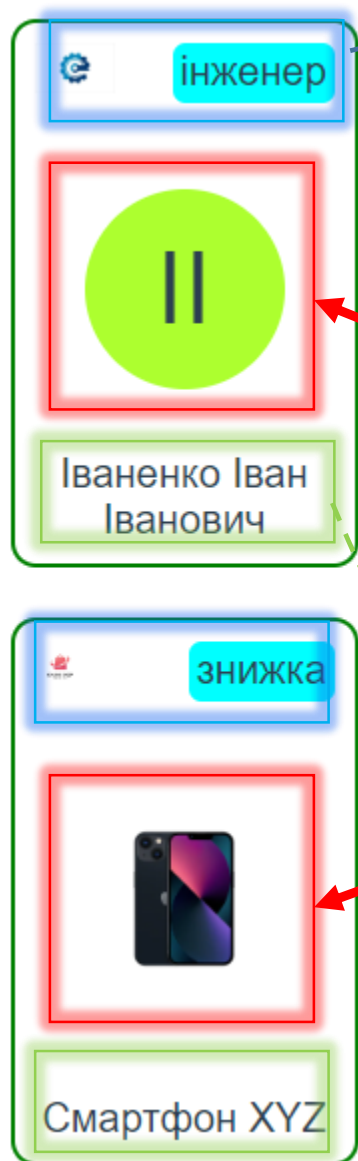 інженер
ІІ
Іваненко Іван
Іванович
знижка
Смартфон XYZ